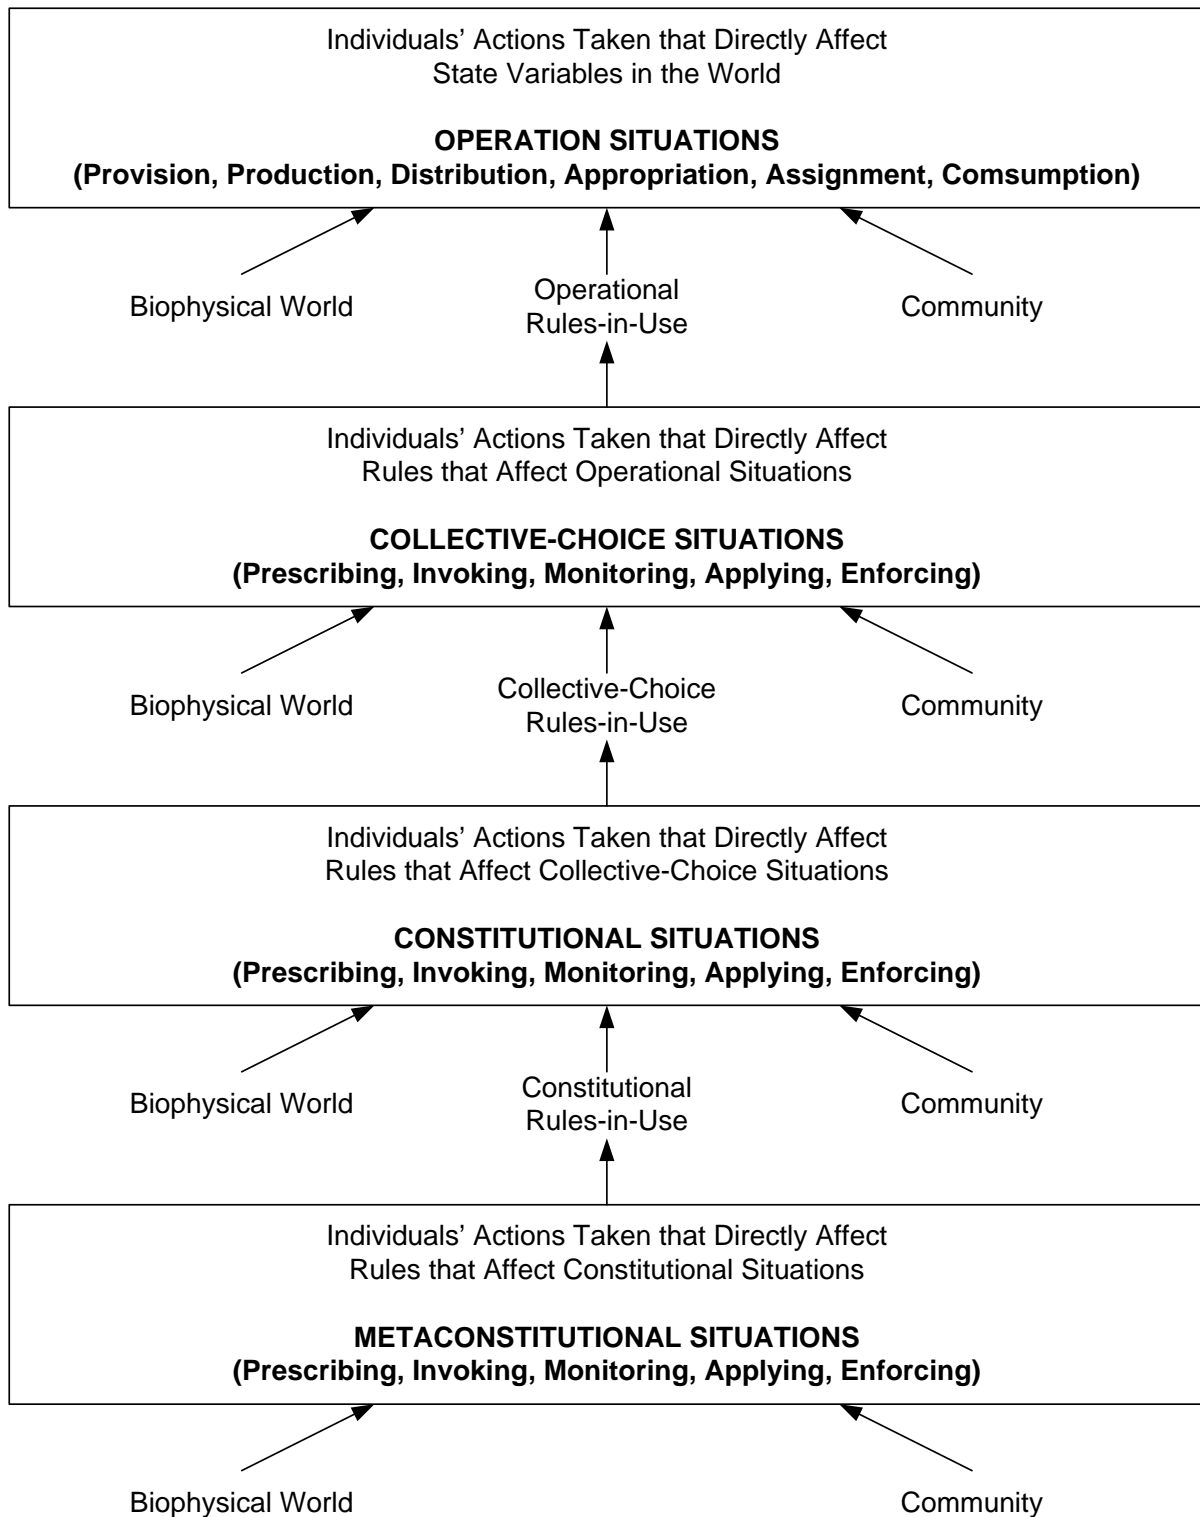 Individuals’ Actions Taken that Directly Affect
State Variables in the World
OPERATION SITUATIONS
(Provision, Production, Distribution, Appropriation, Assignment, Comsumption)
Biophysical World
Operational
Rules-in-Use
Community
Individuals’ Actions Taken that Directly Affect
Rules that Affect Operational Situations
COLLECTIVE-CHOICE SITUATIONS
(Prescribing, Invoking, Monitoring, Applying, Enforcing)
Biophysical World
Collective-Choice
Rules-in-Use
Community
Individuals’ Actions Taken that Directly Affect
Rules that Affect Collective-Choice Situations
CONSTITUTIONAL SITUATIONS
(Prescribing, Invoking, Monitoring, Applying, Enforcing)
Biophysical World
Constitutional
Rules-in-Use
Community
Individuals’ Actions Taken that Directly Affect
Rules that Affect Constitutional Situations
METACONSTITUTIONAL SITUATIONS
(Prescribing, Invoking, Monitoring, Applying, Enforcing)
Biophysical World
Community